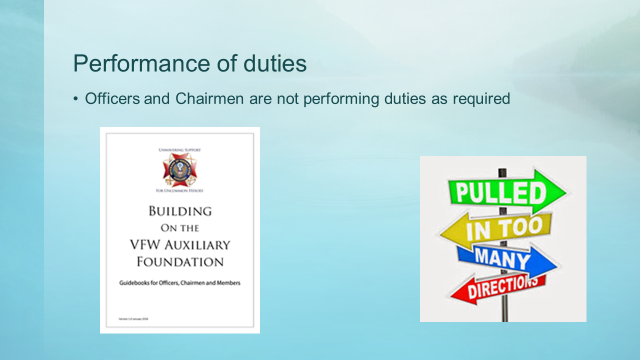 Performance of duties
• Officers and Chairmen are not performing duties as required
UNWAVERING SUPPORT
FOR UNCOMMON HEROES
BUILDING
ON THE
VFW AUXILIARY
FOUNDATION
Guidebooks for Officers, Chairmen and Members
PULLED
IN TOO
MANY
DIRECTIONS